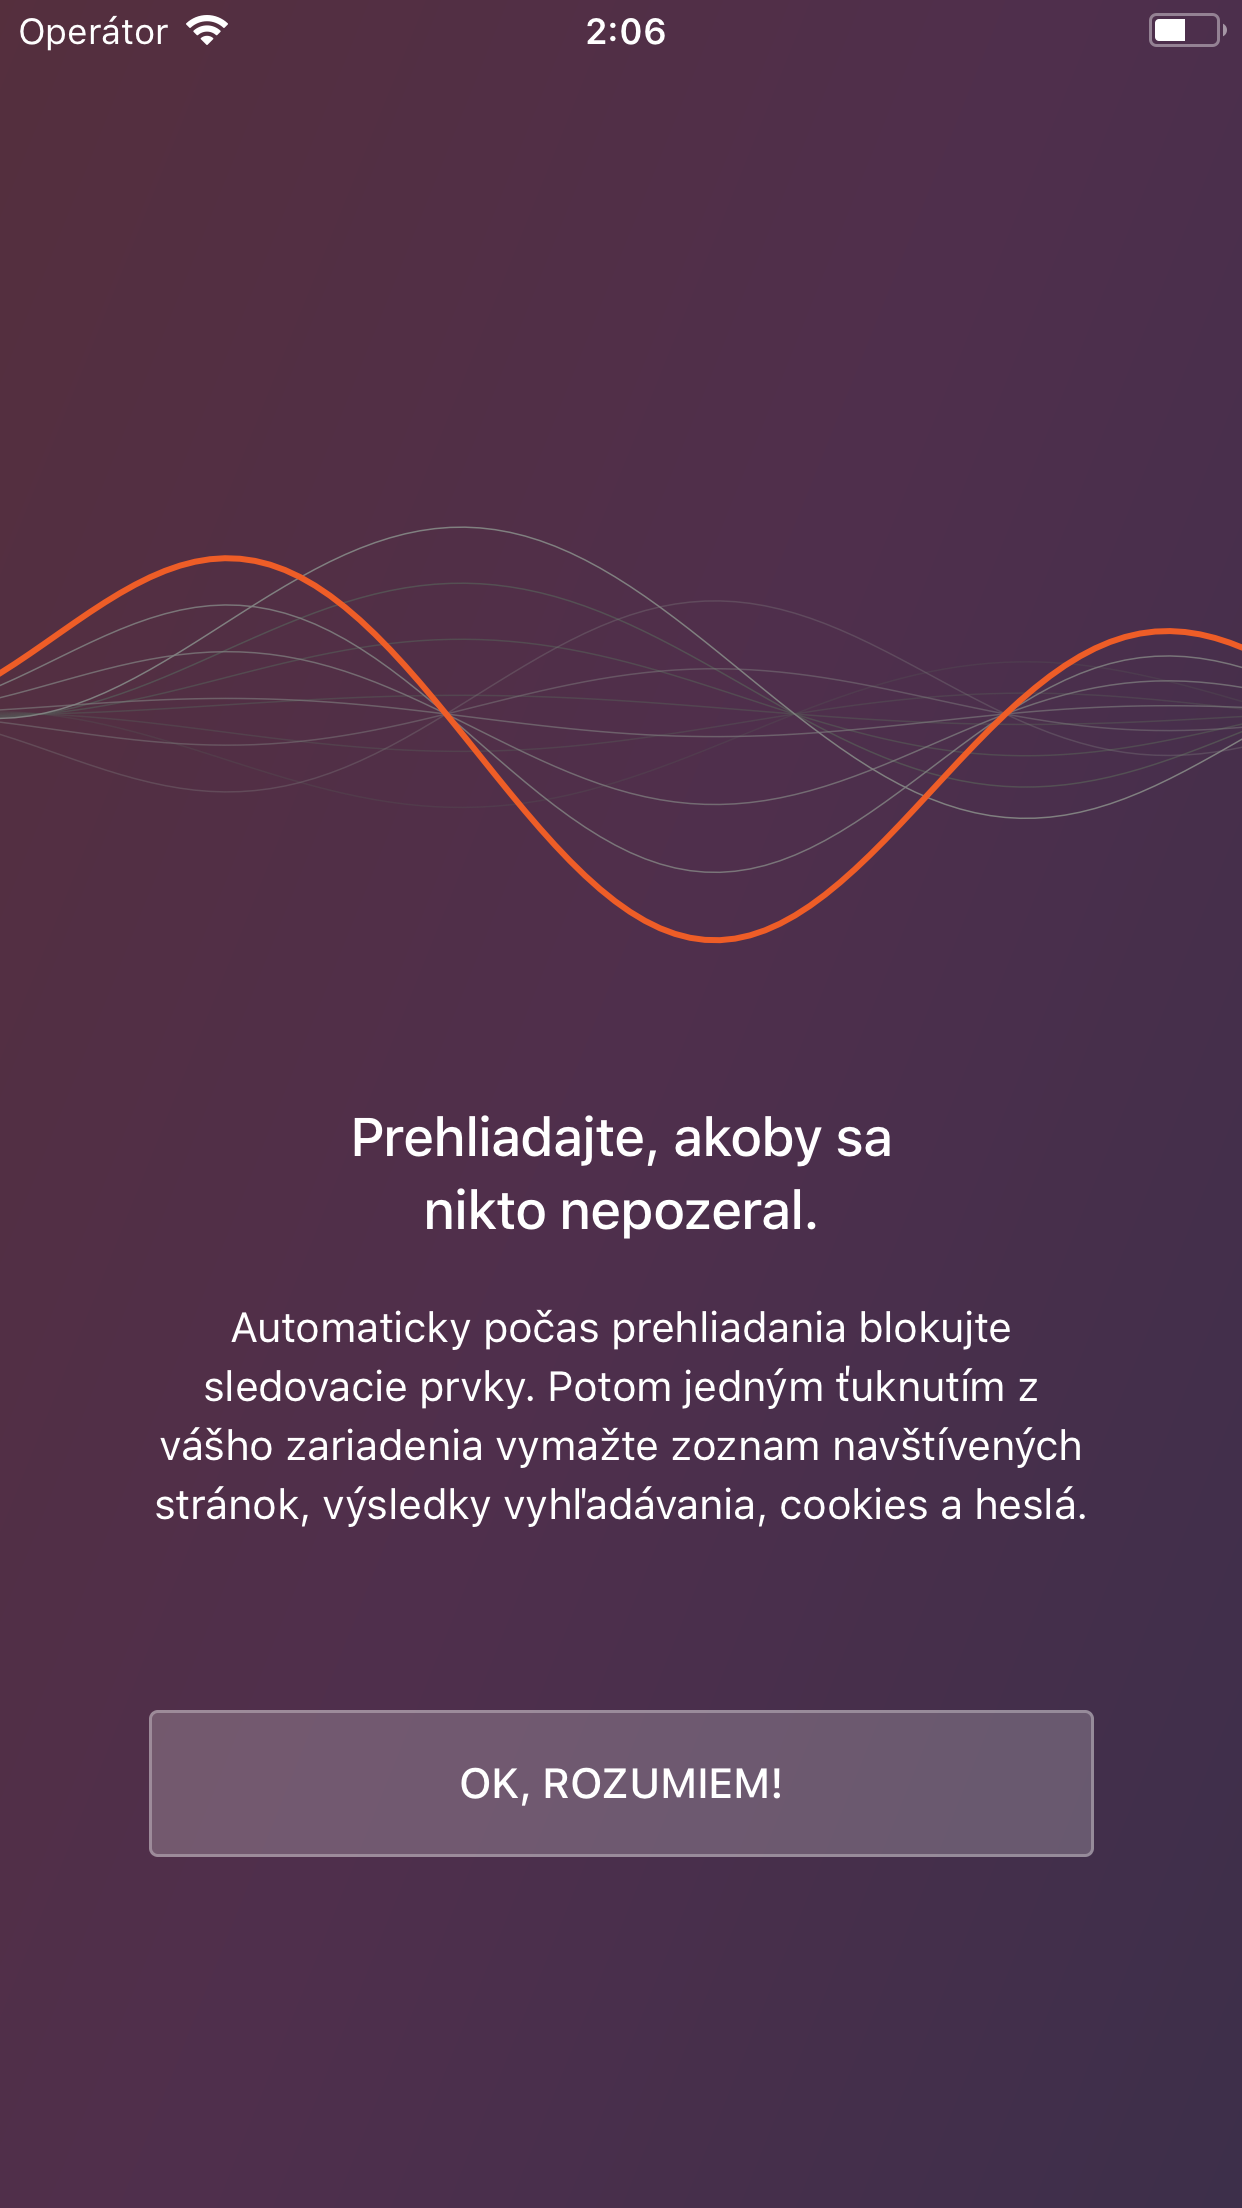 Operátor
2:06
Prehliadajte, akoby sa
nikto nepozeral.
Automaticky počas prehliadania blokujte
sledovacie prvky. Potom jedným ťuknutím z
vášho zariadenia vymažte zoznam navštívených
stránok, výsledky vyhľadávania, cookies a heslá.
OK, ROZUMIEM!